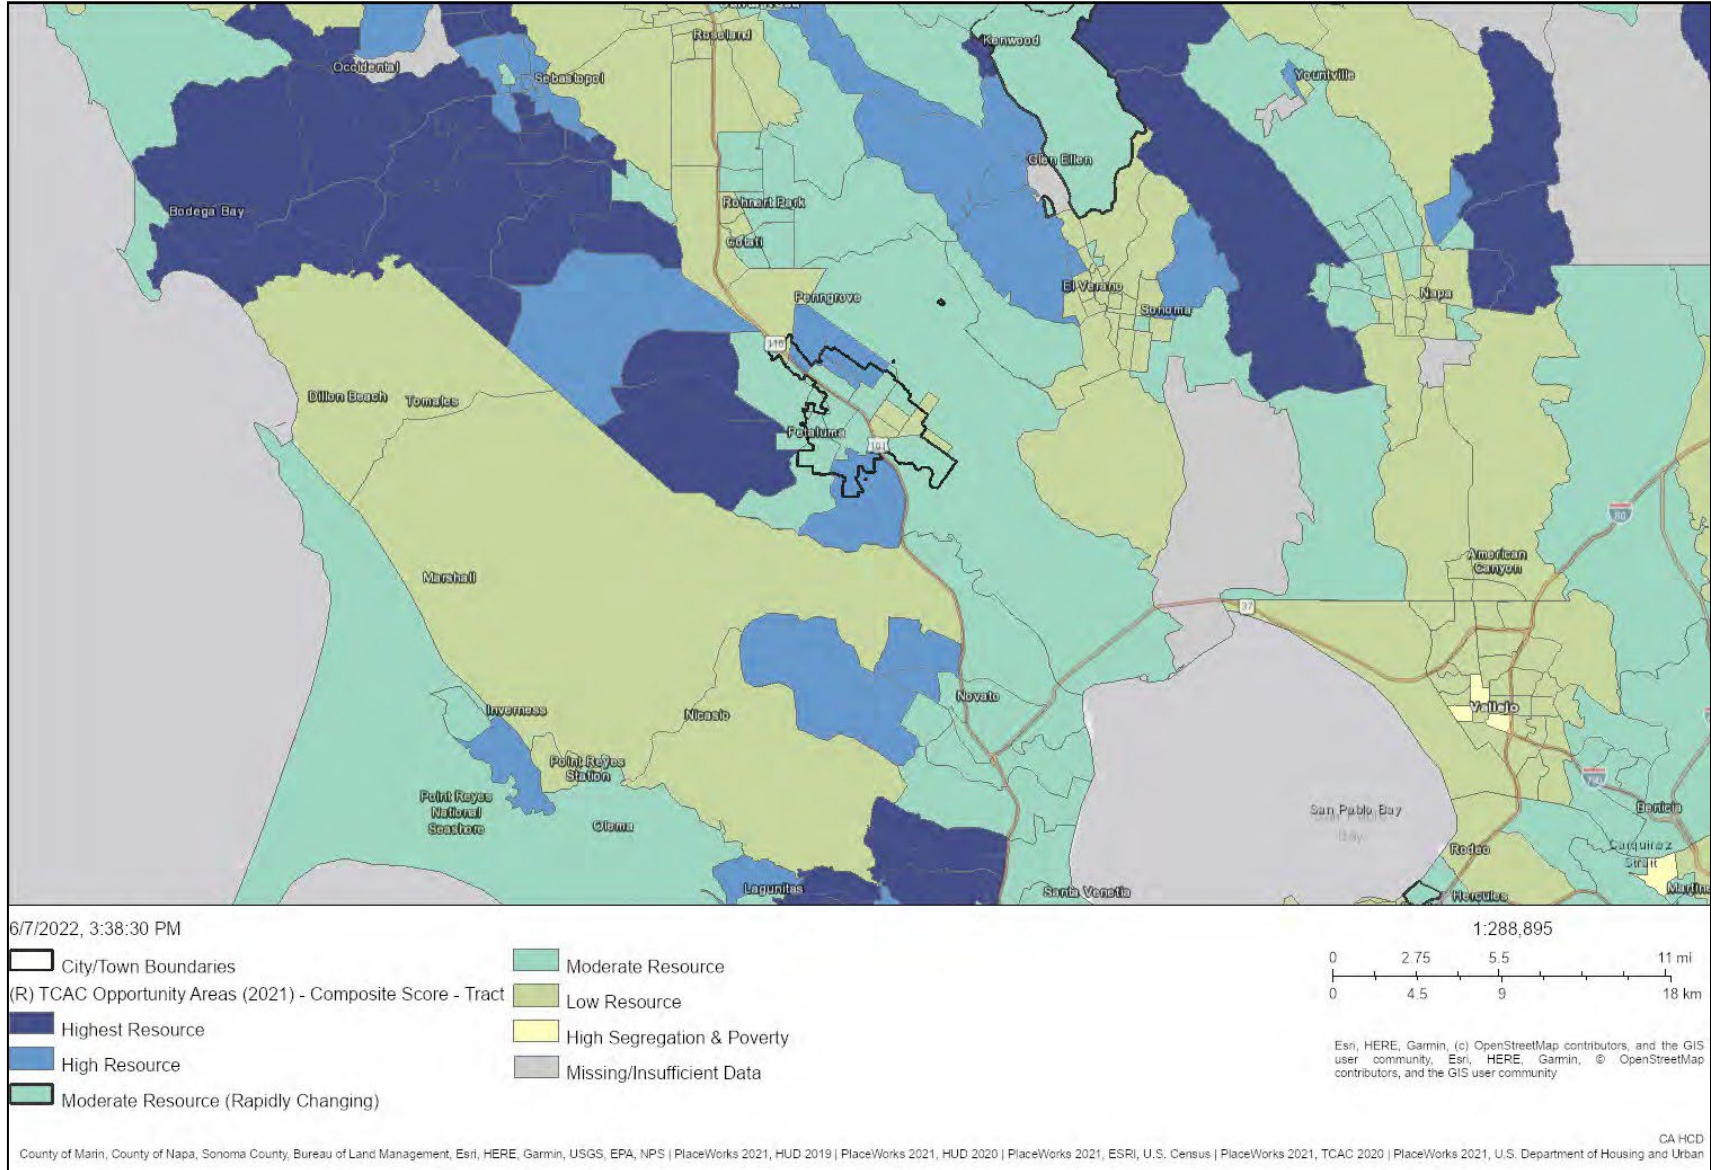 Roseland
Kenwood
Occidental
Sebastopol
Yountville
Glen Ellen
Bodega Bay
Rohnert Park
Cotati
Penngrove
El Verano
Sonoma
Napa
116
Dillon Beach
Tomales
Petaluma
101
80
American
Canyon
Marshall
37
Inverness
Nicasio
Novato
Vallejo
Point Reyes
Station
780
Point Reyes
National
Seashore
Olema
San Pablo Bay
Bay
Benicia
Rodeo
Carquinez
Strait
Lagunitas
Santa Venetia
Hercules
Martinez
6/7/2022, 3:38:30 PM
City/Town Boundaries
(R) TCAC Opportunity Areas (2021) - Composite Score - Tract
Highest Resource
High Resource
Moderate Resource (Rapidly Changing)
Moderate Resource
Low Resource
High Segregation & Poverty
Missing/Insufficient Data
1:288,895
0 2.75 5.5 11 mi
0 4.5 9 18 km
Esri, HERE, Garmin, (c) OpenStreetMap contributors, and the GIS
user community, Esri, HERE, Garmin, © OpenStreetMap
contributors, and the GIS user community
CA HCD
County of Marin, County of Napa, Sonoma County, Bureau of Land Management, Esri, HERE, Garmin, USGS, EPA, NPS | PlaceWorks 2021, HUD 2019 | PlaceWorks 2021, HUD 2020 | PlaceWorks 2021, ESRI, U.S. Census | PlaceWorks 2021, TCAC 2020 | PlaceWorks 2021, U.S. Department of Housing and Urban